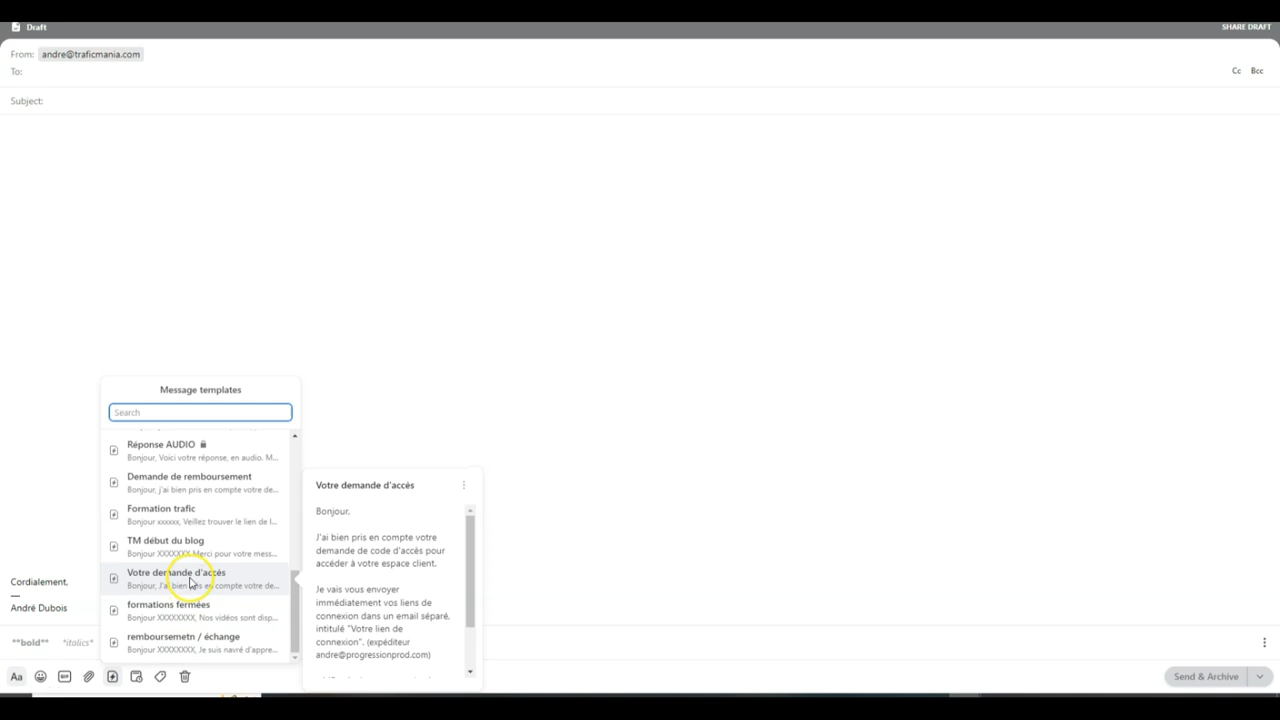 Draft
SHARE DRAFT
From: andre@traficmania.com
To:
Cc Bcc
Subject:
Message templates
Search
Réponse AUDIO
Bonjour, Voici votre réponse, en audio. M...
Demande de remboursement
Bonjour, j'ai bien pris en compte votre de...
Formation trafic
Bonjour xxxxxx, Veillez trouver le lien de l...
TM début du blog
Bonjour XXXXXXX Merci pour votre mess...
Votre demande d'accès
Bonjour, J'ai bien pris en compte votre de...
formations fermées
Bonjour XXXXXXXX, Nos vidéos sont disp...
remboursemetn / échange
Bonjour XXXXXXXX, Je suis navré d'appre...
Votre demande d'accès
Bonjour,
J'ai bien pris en compte votre
demande de code d'accès pour
accéder à votre espace client.
Je vais vous envoyer
immédiatement vos liens de
connexion dans un email séparé,
intitulé "Votre lien de
connexion". (expéditeur
andre@progressionprod.com)
Cordialement,
—
André Dubois
**bold** *italics*
Aa
GIF
Send & Archive